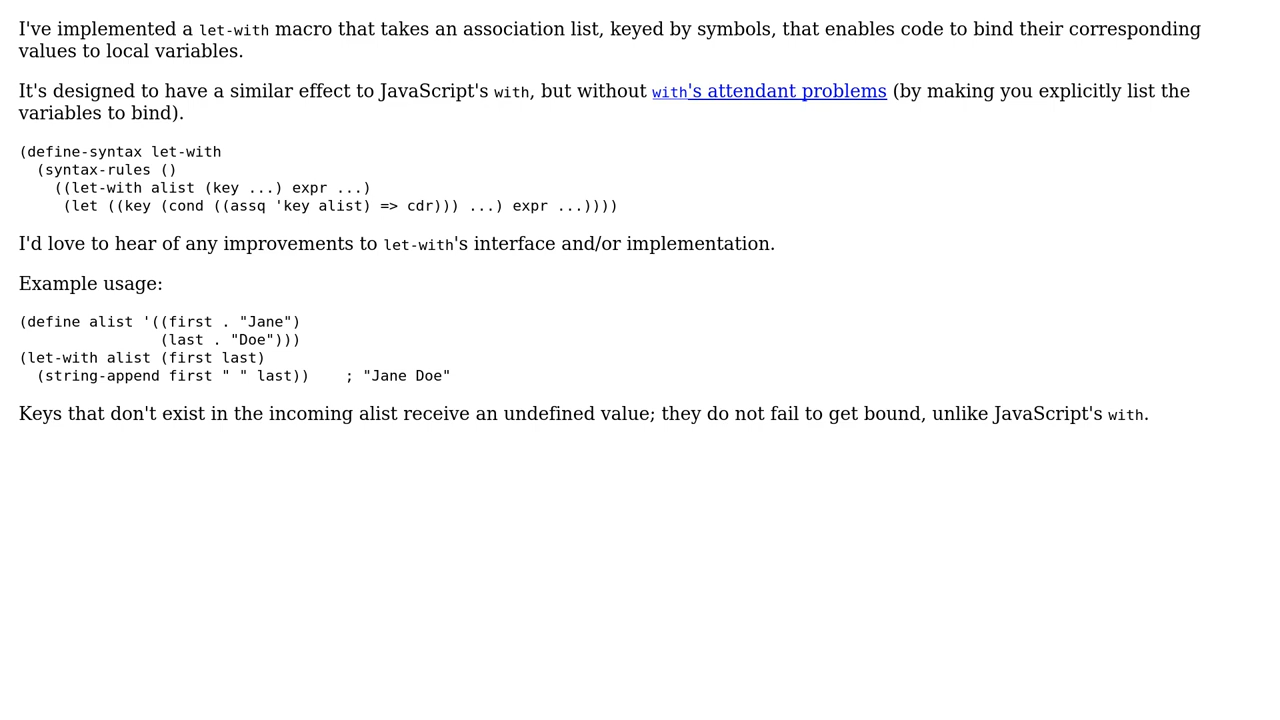 I've implemented a let-with macro that takes an association list, keyed by symbols, that enables code to bind their corresponding
values to local variables.
It's designed to have a similar effect to JavaScript's with, but without with's attendant problems (by making you explicitly list the
variables to bind).
(define-syntax let-with
  (syntax-rules ()
    ((let-with alist (key ...) expr ...)
     (let ((key (cond ((assq 'key alist) => cdr))) ...) expr ...))))
I'd love to hear of any improvements to let-with's interface and/or implementation.
Example usage:
(define alist '((first . "Jane")
                (last . "Doe")))
(let-with alist (first last)
  (string-append first " " last))    ; "Jane Doe"
Keys that don't exist in the incoming alist receive an undefined value; they do not fail to get bound, unlike JavaScript's with.